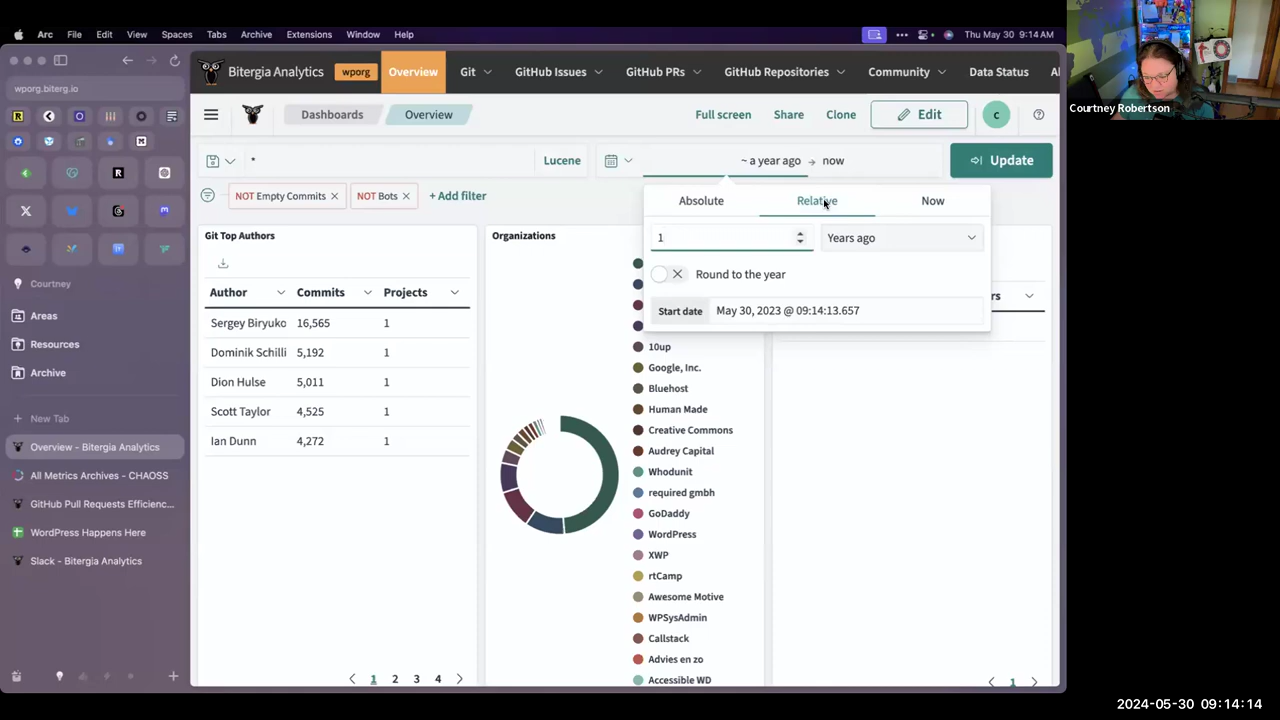 Arc File Edit View Spaces Tabs Archive Extensions Window Help Thu May 30 9:14 AM
Courtney Robertson
wporg.biterg.io
Bitergia Analytics wporg Overview Git GitHub Issues GitHub PRs GitHub Repositories Community Data Status
Dashboards Overview Full screen Share Clone Edit c
* Lucene ~ a year ago → now Update
NOT Empty Commits × NOT Bots × + Add filter
Absolute Relative Now
1 Years ago
Round to the year
Start date May 30, 2023 @ 09:14:13.657
Courtney
Areas
Resources
Archive
+ New Tab
Overview - Bitergia Analytics
All Metrics Archives - CHAOSS
GitHub Pull Requests Efficienc...
WordPress Happens Here
Slack - Bitergia Analytics
Git Top Authors
Author Commits Projects
Sergey Biryuko 16,565 1
Dominik Schilli 5,192 1
Dion Hulse 5,011 1
Scott Taylor 4,525 1
Ian Dunn 4,272 1
1 2 3 4
Organizations
10up
Google, Inc.
Bluehost
Human Made
Creative Commons
Audrey Capital
Whodunit
required gmbh
GoDaddy
WordPress
XWP
rtCamp
Awesome Motive
WPSysAdmin
Callstack
Advies en zo
Accessible WD
1
2024-05-30 09:14:14